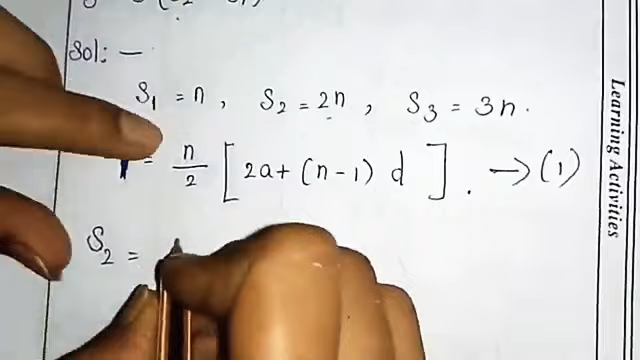 Sol: —
S₁ = n , S₂ = 2n , S₃ = 3n .
= n/2 [ 2a + (n - 1) d ] . → (1)
S₂ =
Learning Activities